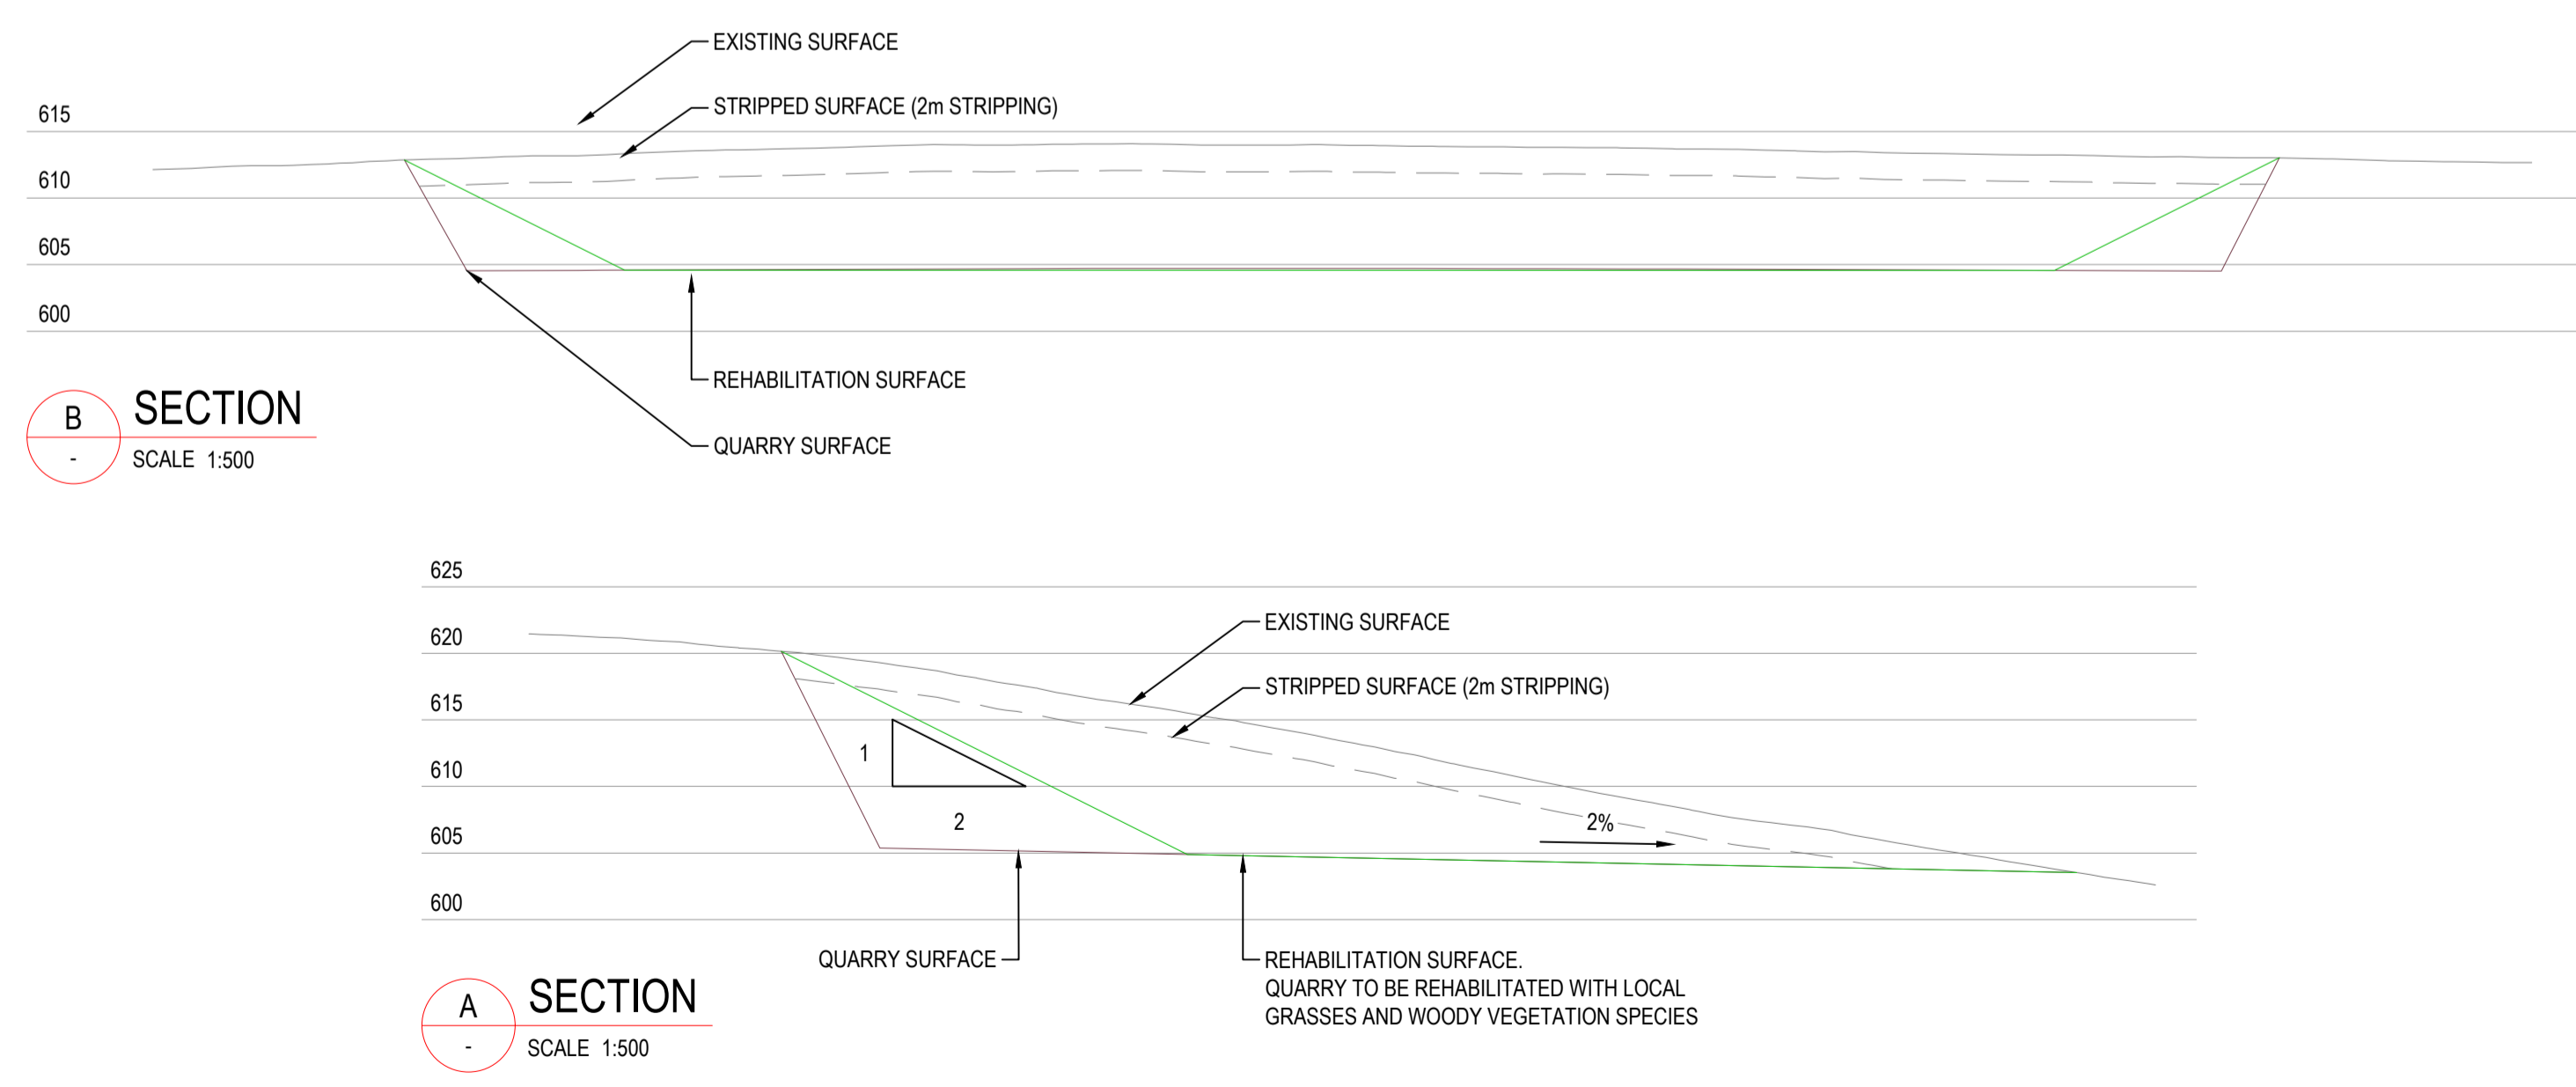 EXISTING SURFACE
STRIPPED SURFACE (2m STRIPPING)
615
610
605
600
REHABILITATION SURFACE
QUARRY SURFACE
B
-
SECTION
SCALE 1:500
625
620
615
610
605
600
EXISTING SURFACE
STRIPPED SURFACE (2m STRIPPING)
1
2
2%
QUARRY SURFACE
REHABILITATION SURFACE.
QUARRY TO BE REHABILITATED WITH LOCAL
GRASSES AND WOODY VEGETATION SPECIES
A
-
SECTION
SCALE 1:500